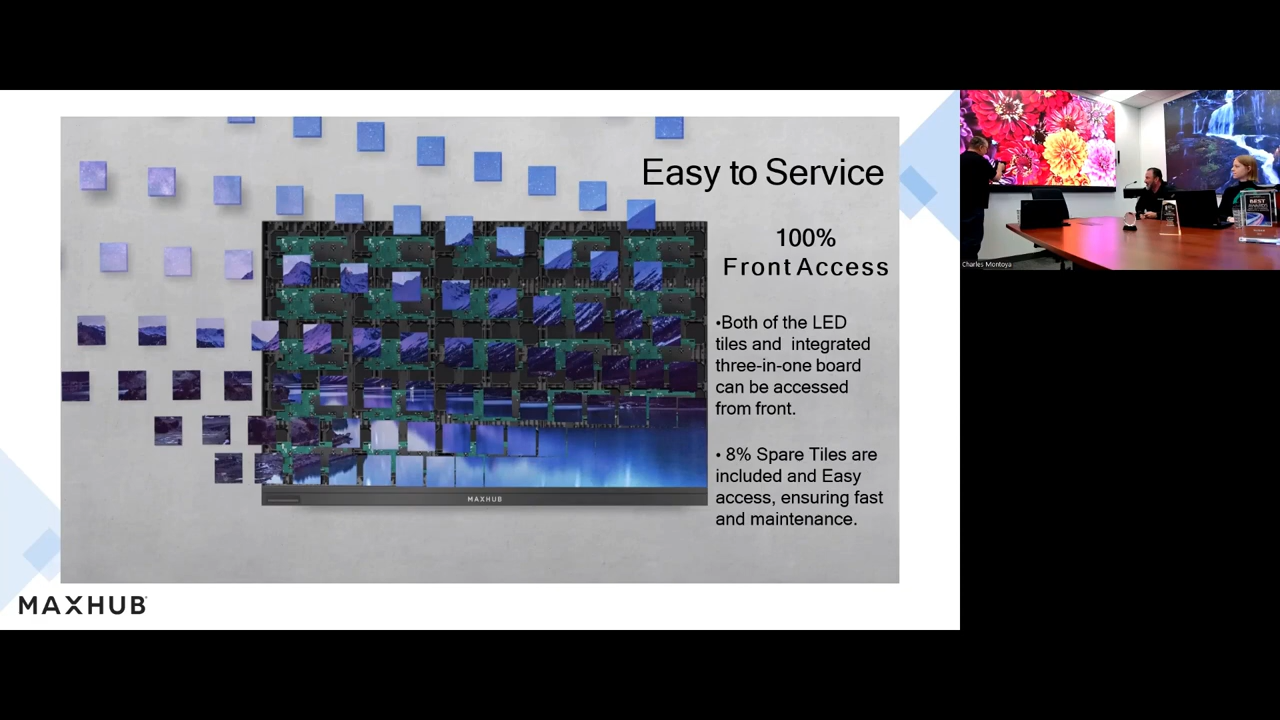 Easy to Service
100%
Front Access
•Both of the LED
tiles and integrated
three-in-one board
can be accessed
from front.
• 8% Spare Tiles are
included and Easy
access, ensuring fast
and maintenance.
MAXHUB
MAXHUB
Charles Montoya
BEST